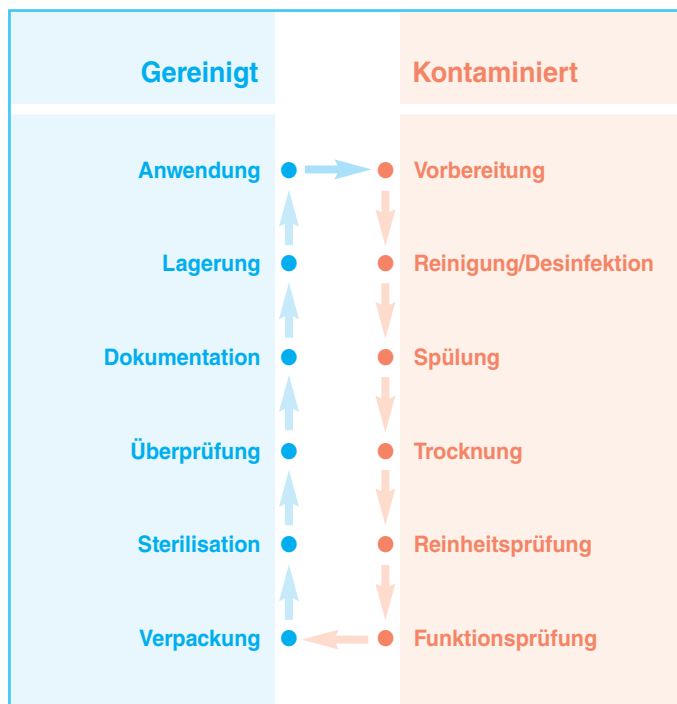 Gereinigt
Kontaminiert
Anwendung
Vorbereitung
Lagerung
Reinigung/Desinfektion
Dokumentation
Spülung
Überprüfung
Trocknung
Sterilisation
Reinheitsprüfung
Verpackung
Funktionsprüfung